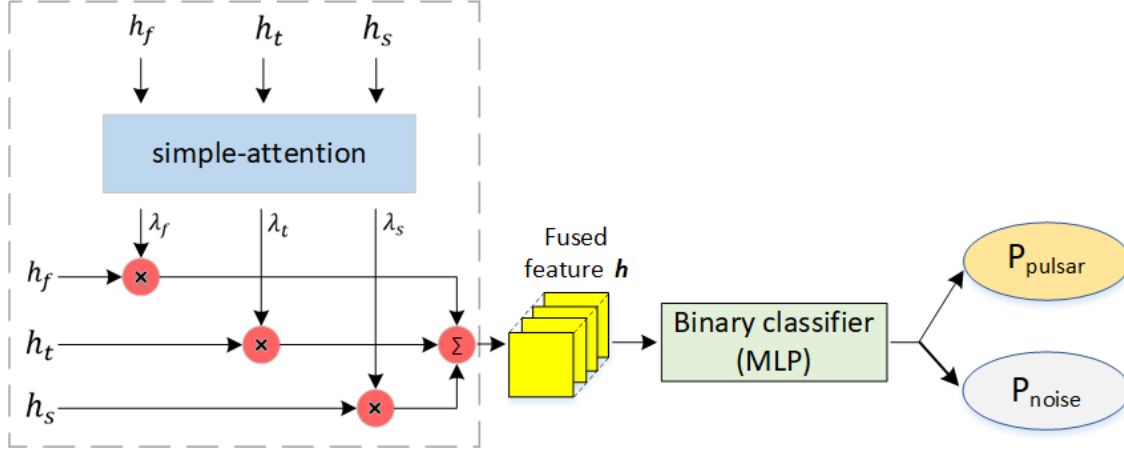 h_f h_t h_s
simple-attention
λ_f λ_t λ_s
h_f ×
h_t × Σ
h_s ×
Fused
feature h
Binary classifier
(MLP)
P_pulsar
P_noise